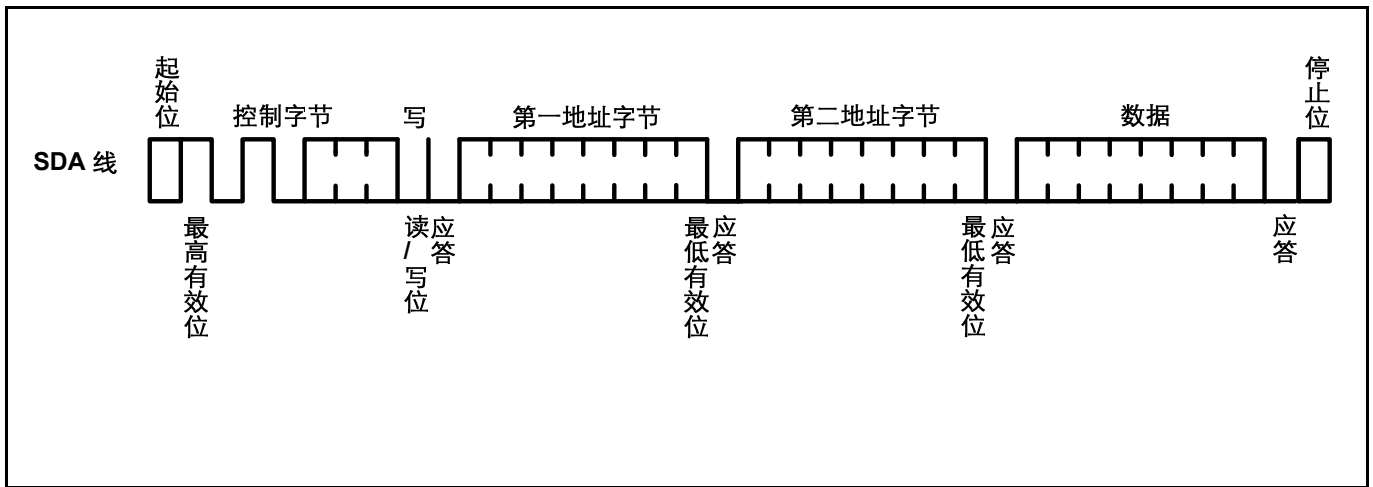 起始位
控制字节
写
第一地址字节
第二地址字节
数据
停止位
SDA 线
最高有效位
读/写位
应答
最低有效位
应答
最低有效位
应答
应答